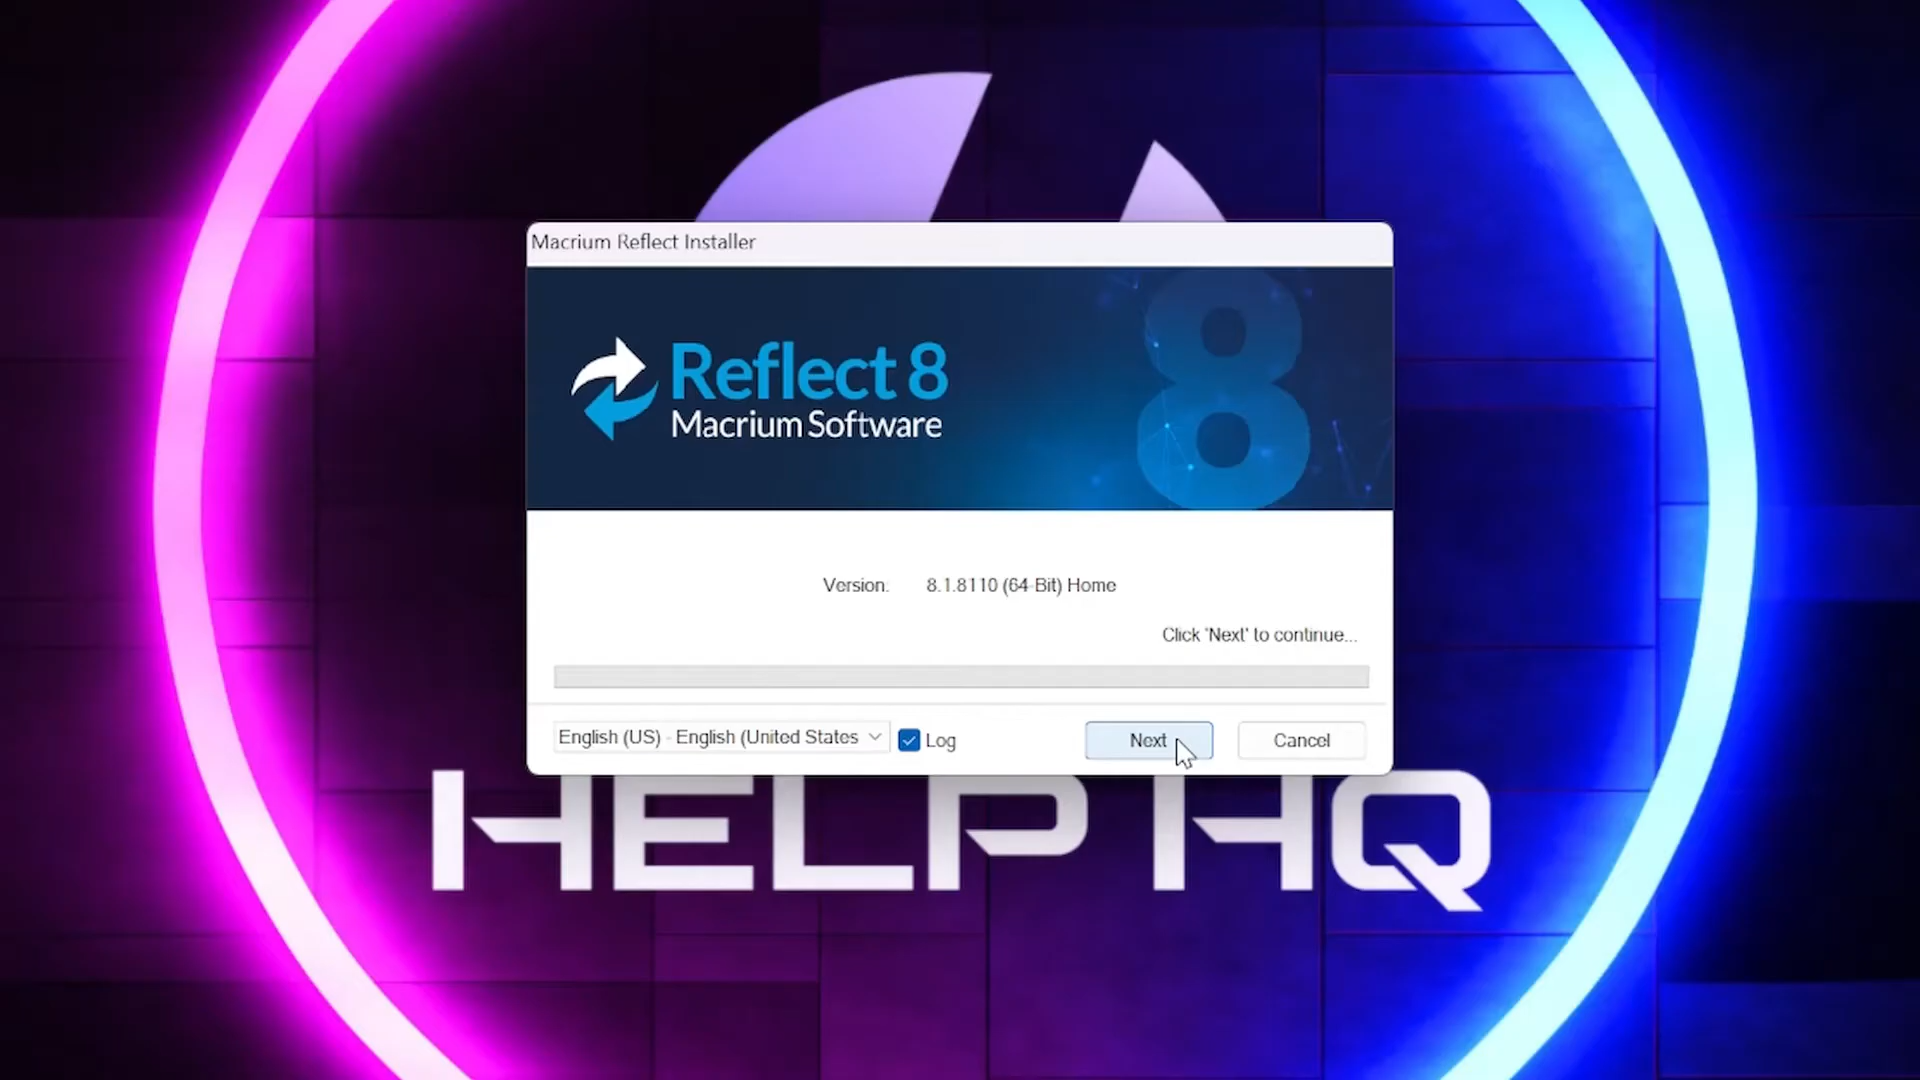 Macrium Reflect Installer
Reflect 8
Macrium Software
8
Version: 8.1.8110 (64-Bit) Home
Click 'Next' to continue...
English (US) - English (United States
Log
Next
Cancel
HELP HQ